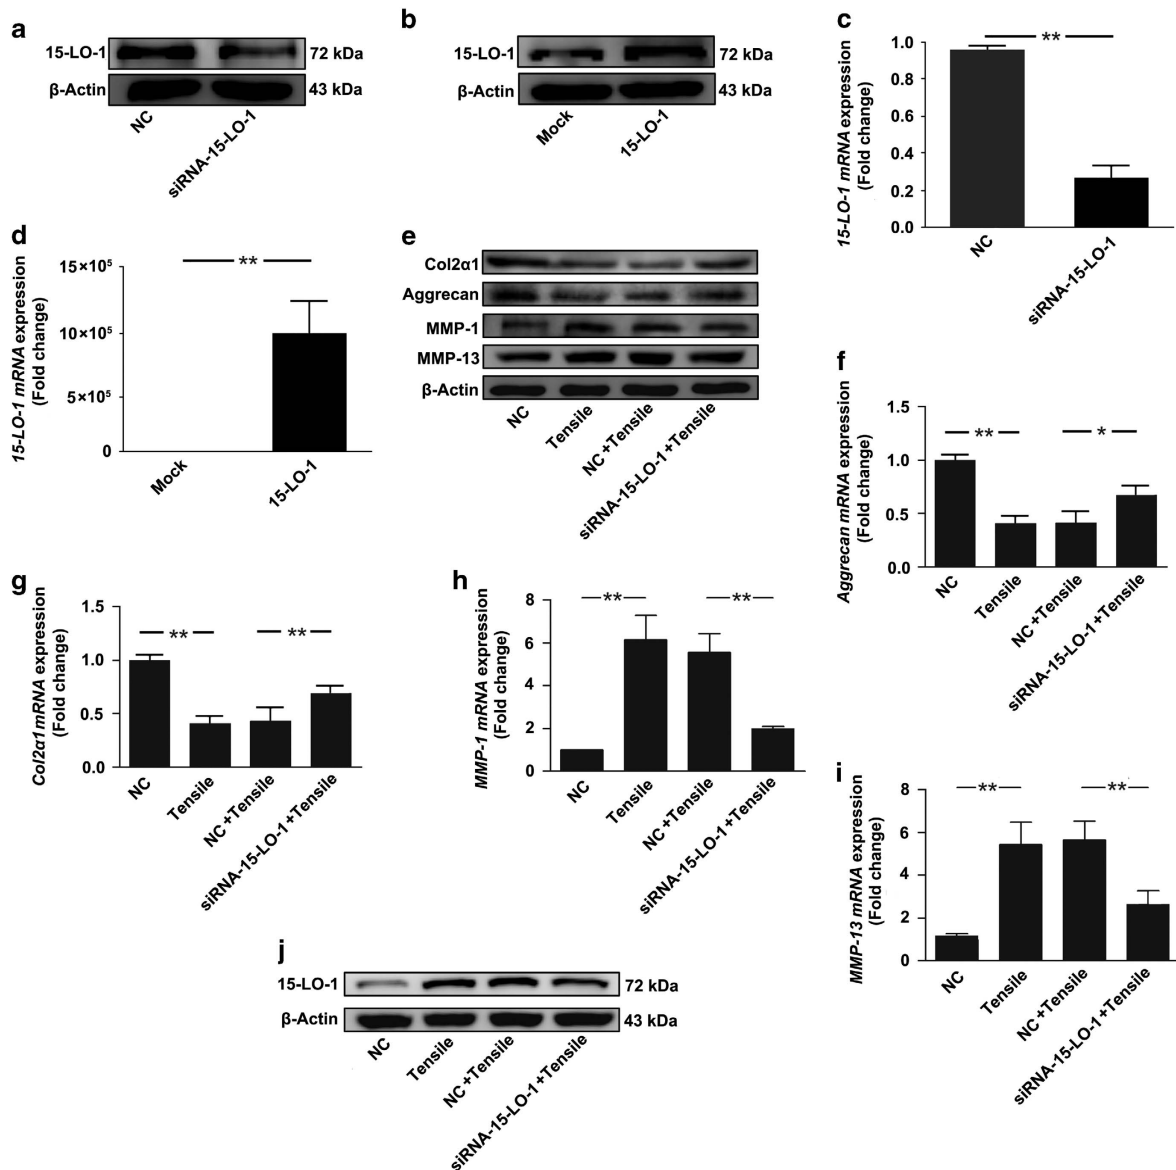 a
15-LO-1
72 kDa
β-Actin
43 kDa
NC
siRNA-15-LO-1
b
15-LO-1
72 kDa
β-Actin
43 kDa
Mock
15-LO-1
c
15-LO-1 mRNA expression
(Fold change)
1.0
0.8
0.6
0.4
0.2
0.0
**
NC
siRNA-15-LO-1
d
15-LO-1 mRNA expression
(Fold change)
15×10⁵
10×10⁵
5×10⁵
0
**
Mock
15-LO-1
e
Col2α1
Aggrecan
MMP-1
MMP-13
β-Actin
NC
Tensile
NC +Tensile
siRNA-15-LO-1 +Tensile
f
Aggrecan mRNA expression
(Fold change)
1.5
1.0
0.5
0.0
**
*
NC
Tensile
NC +Tensile
siRNA-15-LO-1 +Tensile
g
Col2α1 mRNA expression
(Fold change)
1.5
1.0
0.5
0.0
**
**
NC
Tensile
NC +Tensile
siRNA-15-LO-1 +Tensile
h
MMP-1 mRNA expression
(Fold change)
8
6
4
2
0
**
**
NC
Tensile
NC +Tensile
siRNA-15-LO-1 +Tensile
i
MMP-13 mRNA expression
(Fold change)
8
6
4
2
0
**
**
NC
Tensile
NC +Tensile
siRNA-15-LO-1 +Tensile
j
15-LO-1
72 kDa
β-Actin
43 kDa
NC
Tensile
NC +Tensile
siRNA-15-LO-1 +Tensile